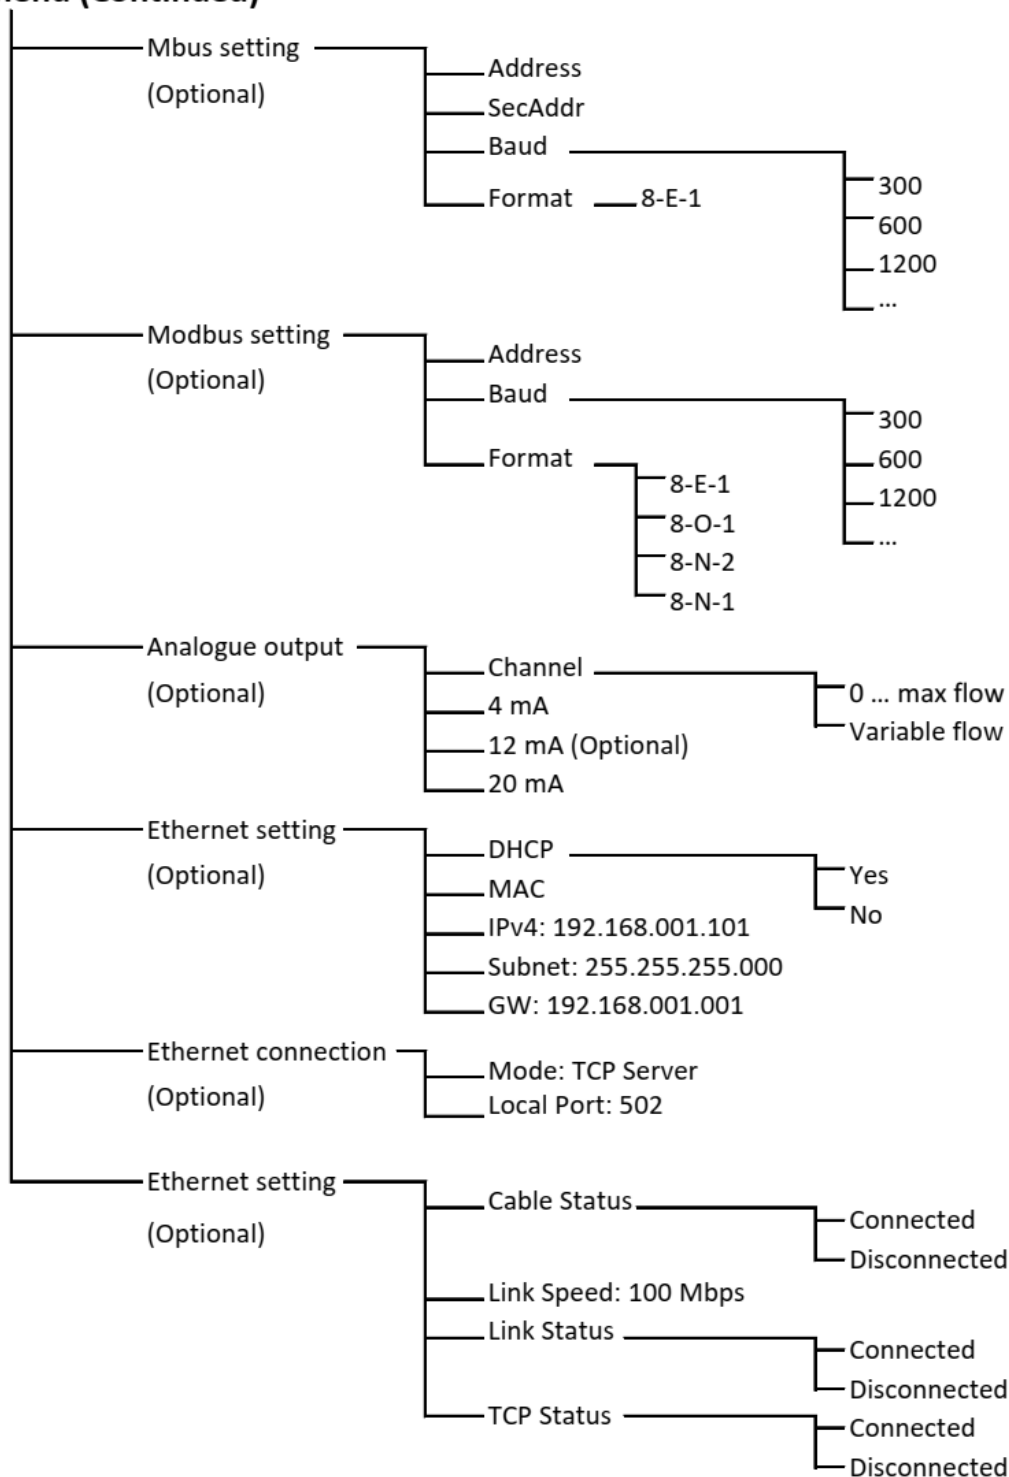 (Continued)
Mbus setting
(Optional)
Address
SecAddr
Baud
300
600
1200
...
Format 8-E-1
Modbus setting
(Optional)
Address
Baud
300
600
1200
...
Format
8-E-1
8-O-1
8-N-2
8-N-1
Analogue output
(Optional)
Channel
0 ... max flow
Variable flow
4 mA
12 mA (Optional)
20 mA
Ethernet setting
(Optional)
DHCP
Yes
No
MAC
IPv4: 192.168.001.101
Subnet: 255.255.255.000
GW: 192.168.001.001
Ethernet connection
(Optional)
Mode: TCP Server
Local Port: 502
Ethernet setting
(Optional)
Cable Status
Connected
Disconnected
Link Speed: 100 Mbps
Link Status
Connected
Disconnected
TCP Status
Connected
Disconnected